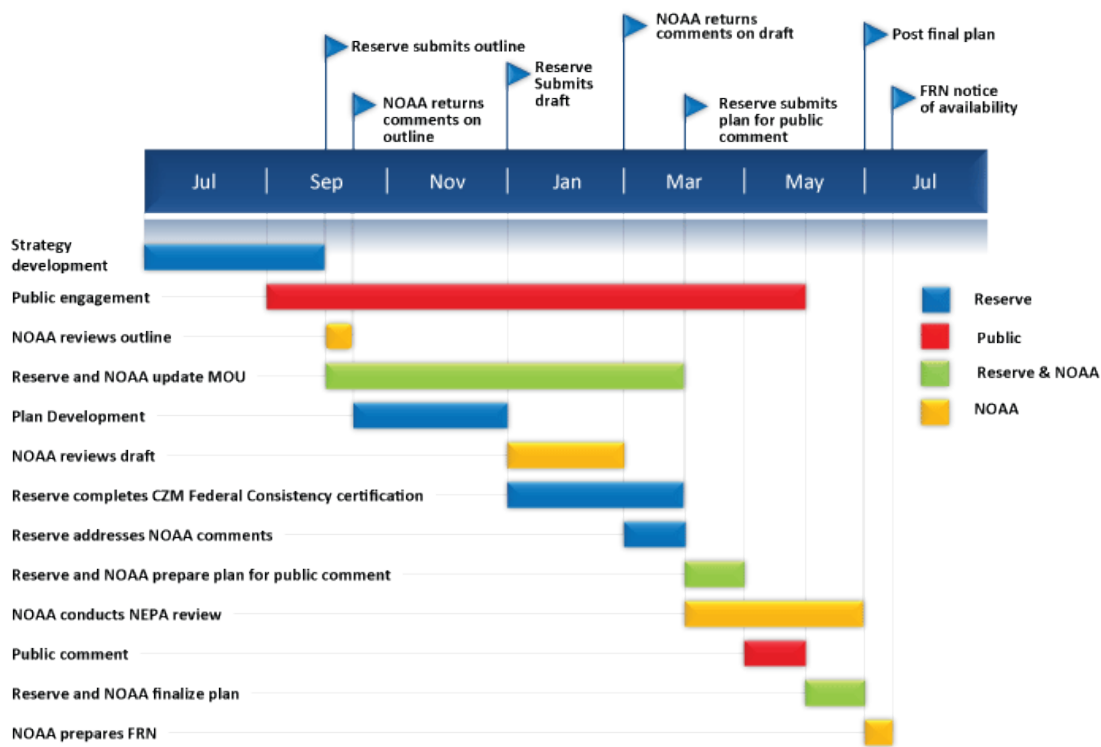 NOAA returns
comments on draft
Post final plan
Reserve submits outline
Reserve
Submits
draft
FRN notice
of availability
NOAA returns
comments on
outline
Reserve submits
plan for public
comment
Jul
Sep
Nov
Jan
Mar
May
Jul
Strategy
development
Public engagement
NOAA reviews outline
Reserve and NOAA update MOU
Plan Development
NOAA reviews draft
Reserve completes CZM Federal Consistency certification
Reserve addresses NOAA comments
Reserve and NOAA prepare plan for public comment
NOAA conducts NEPA review
Public comment
Reserve and NOAA finalize plan
NOAA prepares FRN
Reserve
Public
Reserve & NOAA
NOAA